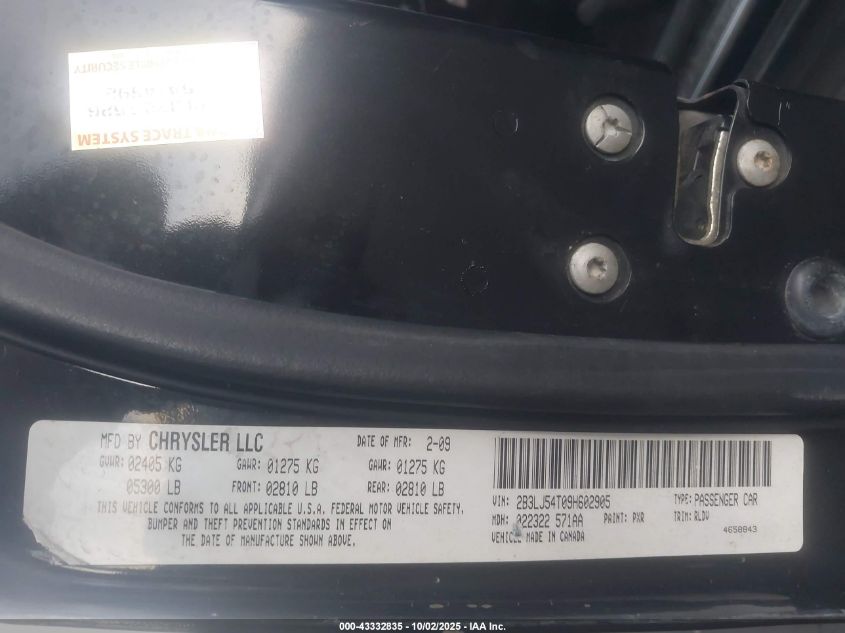 TRACE SYSTEM
MFD BY CHRYSLER LLC DATE OF MFR: 2-09
GVWR: 02405 KG GAWR: 01275 KG GAWR: 01275 KG
05300 LB FRONT: 02810 LB REAR: 02810 LB
THIS VEHICLE CONFORMS TO ALL APPLICABLE U.S.A. FEDERAL MOTOR VEHICLE SAFETY,
BUMPER AND THEFT PREVENTION STANDARDS IN EFFECT ON
THE DATE OF MANUFACTURE SHOWN ABOVE.
VIN: 2B3LJ54T09H602905 TYPE: PASSENGER CAR
MDH: 022322 571AA PAINT: PXR TRIM: RLDV
VEHICLE MADE IN CANADA 4658843
000-43332835 - 10/02/2025 - IAA Inc.